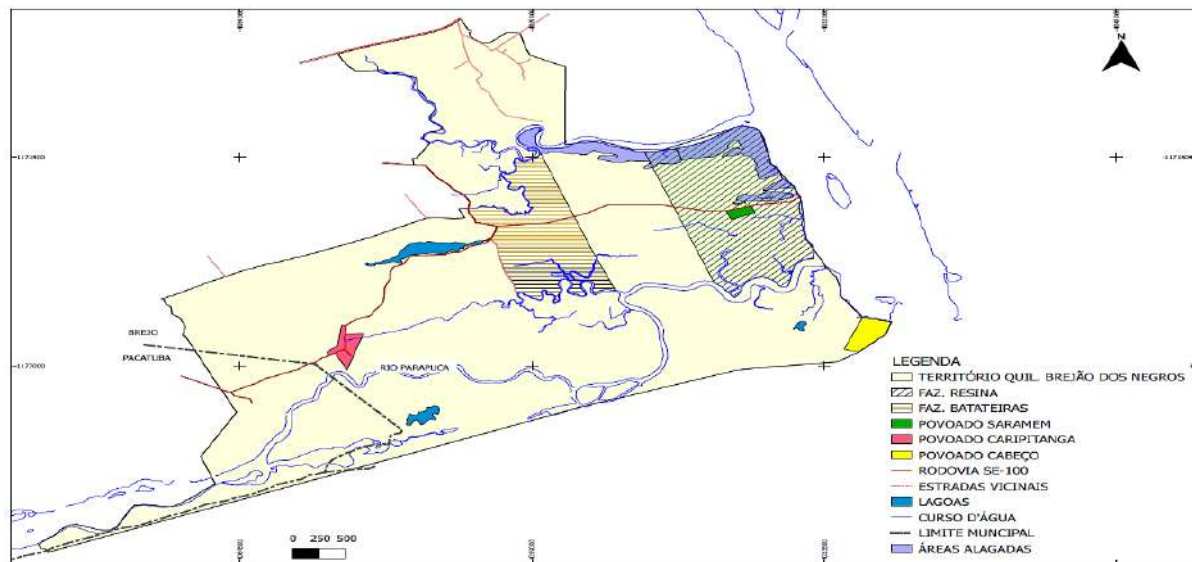 N
BREJO
PACATUBA
RIO PARAPUCA
0 250 500
LEGENDA
TERRITÓRIO QUIL. BREJÃO DOS NEGROS
FAZ. RESINA
FAZ. BATATEIRAS
POVOADO SARAMEM
POVOADO CARIPITANGA
POVOADO CABEÇO
RODOVIA SE-100
ESTRADAS VICINAIS
LAGOAS
CURSO D'ÁGUA
LIMITE MUNCIPAL
ÁREAS ALAGADAS